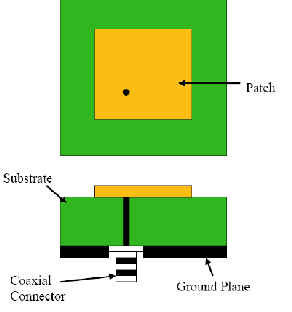 Patch
Substrate
Coaxial
Connector
Ground Plane